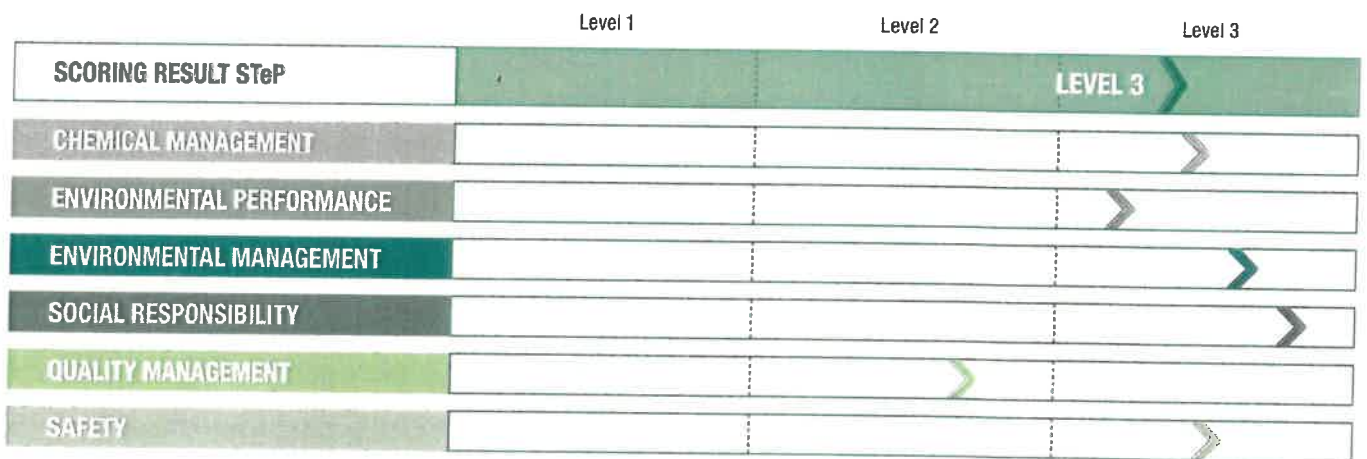 Level 1 Level 2 Level 3
SCORING RESULT STeP LEVEL 3
CHEMICAL MANAGEMENT
ENVIRONMENTAL PERFORMANCE
ENVIRONMENTAL MANAGEMENT
SOCIAL RESPONSIBILITY
QUALITY MANAGEMENT
SAFETY